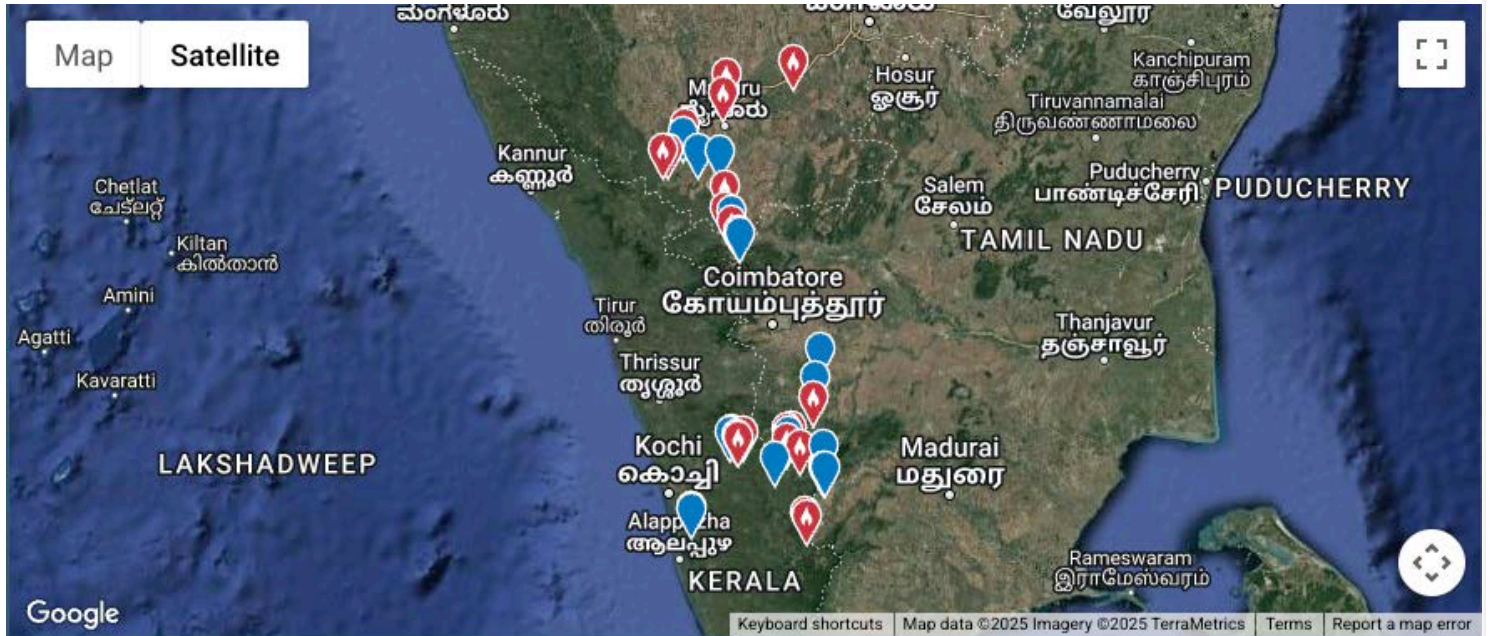 ಮಂಗಳೂರು
வேலூர்
Map
Satellite
Kanchipuram
காஞ்சிபுரம்
Hosur
ஓசூர்
Tiruvannamalai
திருவண்ணாமலை
Kannur
കണ്ണൂർ
Chetlat
ചേട്ലറ്റ്
Salem
சேலம்
Puducherry
பாண்டிச்சேரி
PUDUCHERRY
TAMIL NADU
Kiltan
കിൽതാൻ
Coimbatore
கோயம்புத்தூர்
Amini
Tirur
തിരൂർ
Agatti
Thanjavur
தஞ்சாவூர்
Thrissur
തൃശ്ശൂർ
Kavaratti
Kochi
കൊച്ചി
Madurai
மதுரை
LAKSHADWEEP
ആലപ്പുഴ
KERALA
Rameswaram
இராமேஸ்வரம்
Google
Keyboard shortcuts
Map data ©2025 Imagery ©2025 TerraMetrics
Terms
Report a map error